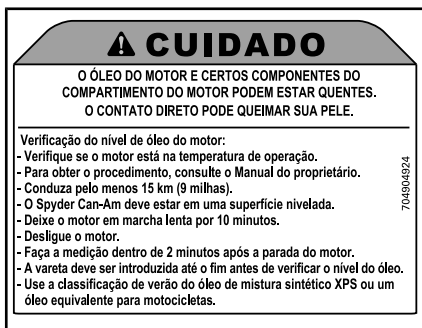 CUIDADO
O ÓLEO DO MOTOR E CERTOS COMPONENTES DO
COMPARTIMENTO DO MOTOR PODEM ESTAR QUENTES.
O CONTATO DIRETO PODE QUEIMAR SUA PELE.
Verificação do nível de óleo do motor:
- Verifique se o motor está na temperatura de operação.
- Para obter o procedimento, consulte o Manual do proprietário.
- Conduza pelo menos 15 km (9 milhas).
- O Spyder Can-Am deve estar em uma superfície nivelada.
- Deixe o motor em marcha lenta por 10 minutos.
- Desligue o motor.
- Faça a medição dentro de 2 minutos após a parada do motor.
- A vareta deve ser introduzida até o fim antes de verificar o nível do óleo.
- Use a classificação de verão do óleo de mistura sintético XPS ou um
óleo equivalente para motocicletas.
704904924